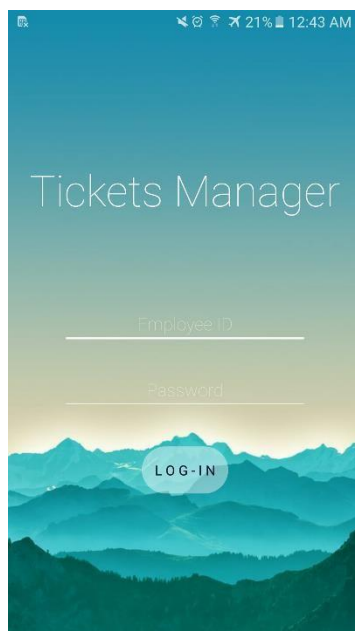 21% 12:43 AM
Tickets Manager
Employee ID
Password
LOG-IN